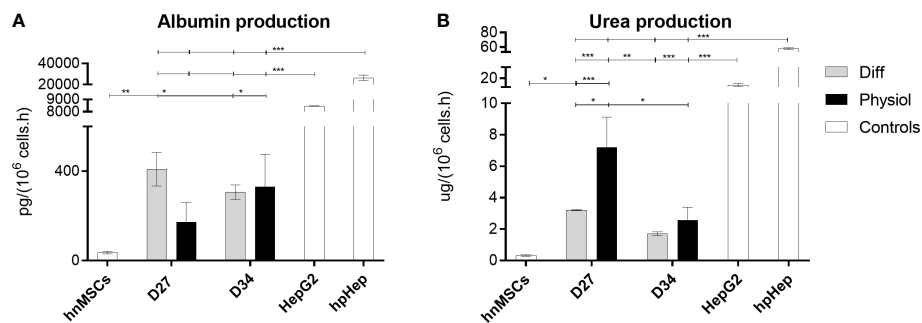 A
Albumin production
***
40000
20000
***
9000
8000
** * *
400
0
pg/(10⁶ cells.h)
hnMSCs
D27
D34
HepG2
hpHep
B
Urea production
***
60
40
*** ** *** ***
20
* ***
10
* *
8
6
4
2
0
ug/(10⁶ cells.h)
hnMSCs
D27
D34
HepG2
hpHep
Diff
Physiol
Controls